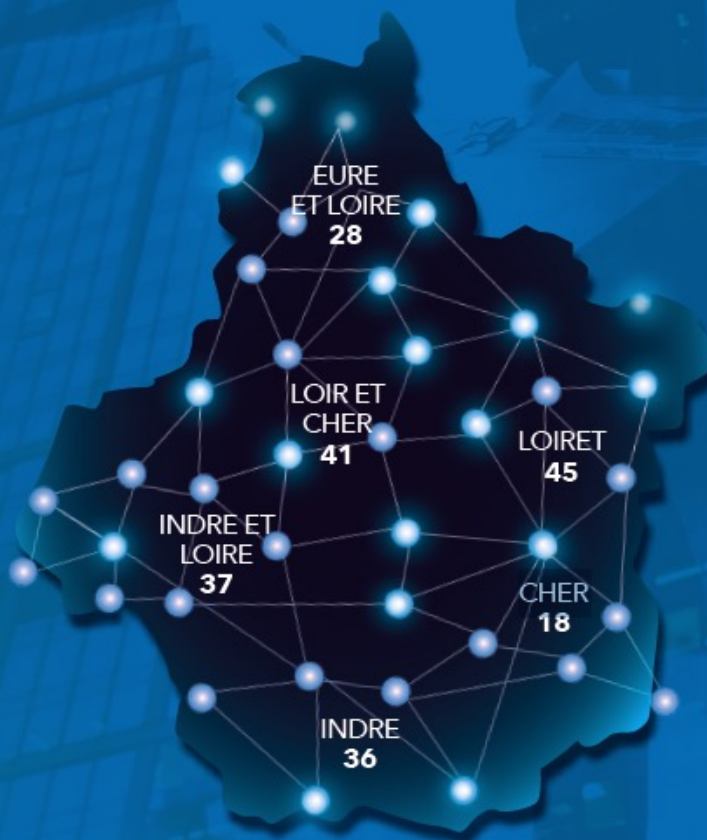 EURE
ET LOIRE
28
LOIR ET
CHER
41
LOIRET
45
INDRE ET
LOIRE
37
CHER
18
INDRE
36